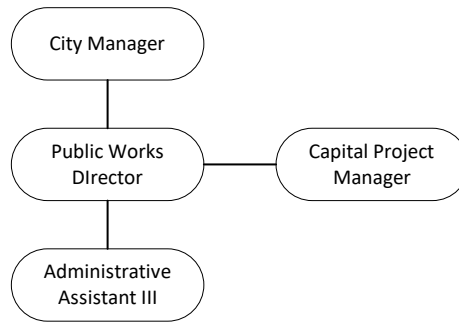 City Manager
Public Works
DIrector
Capital Project
Manager
Administrative
Assistant III